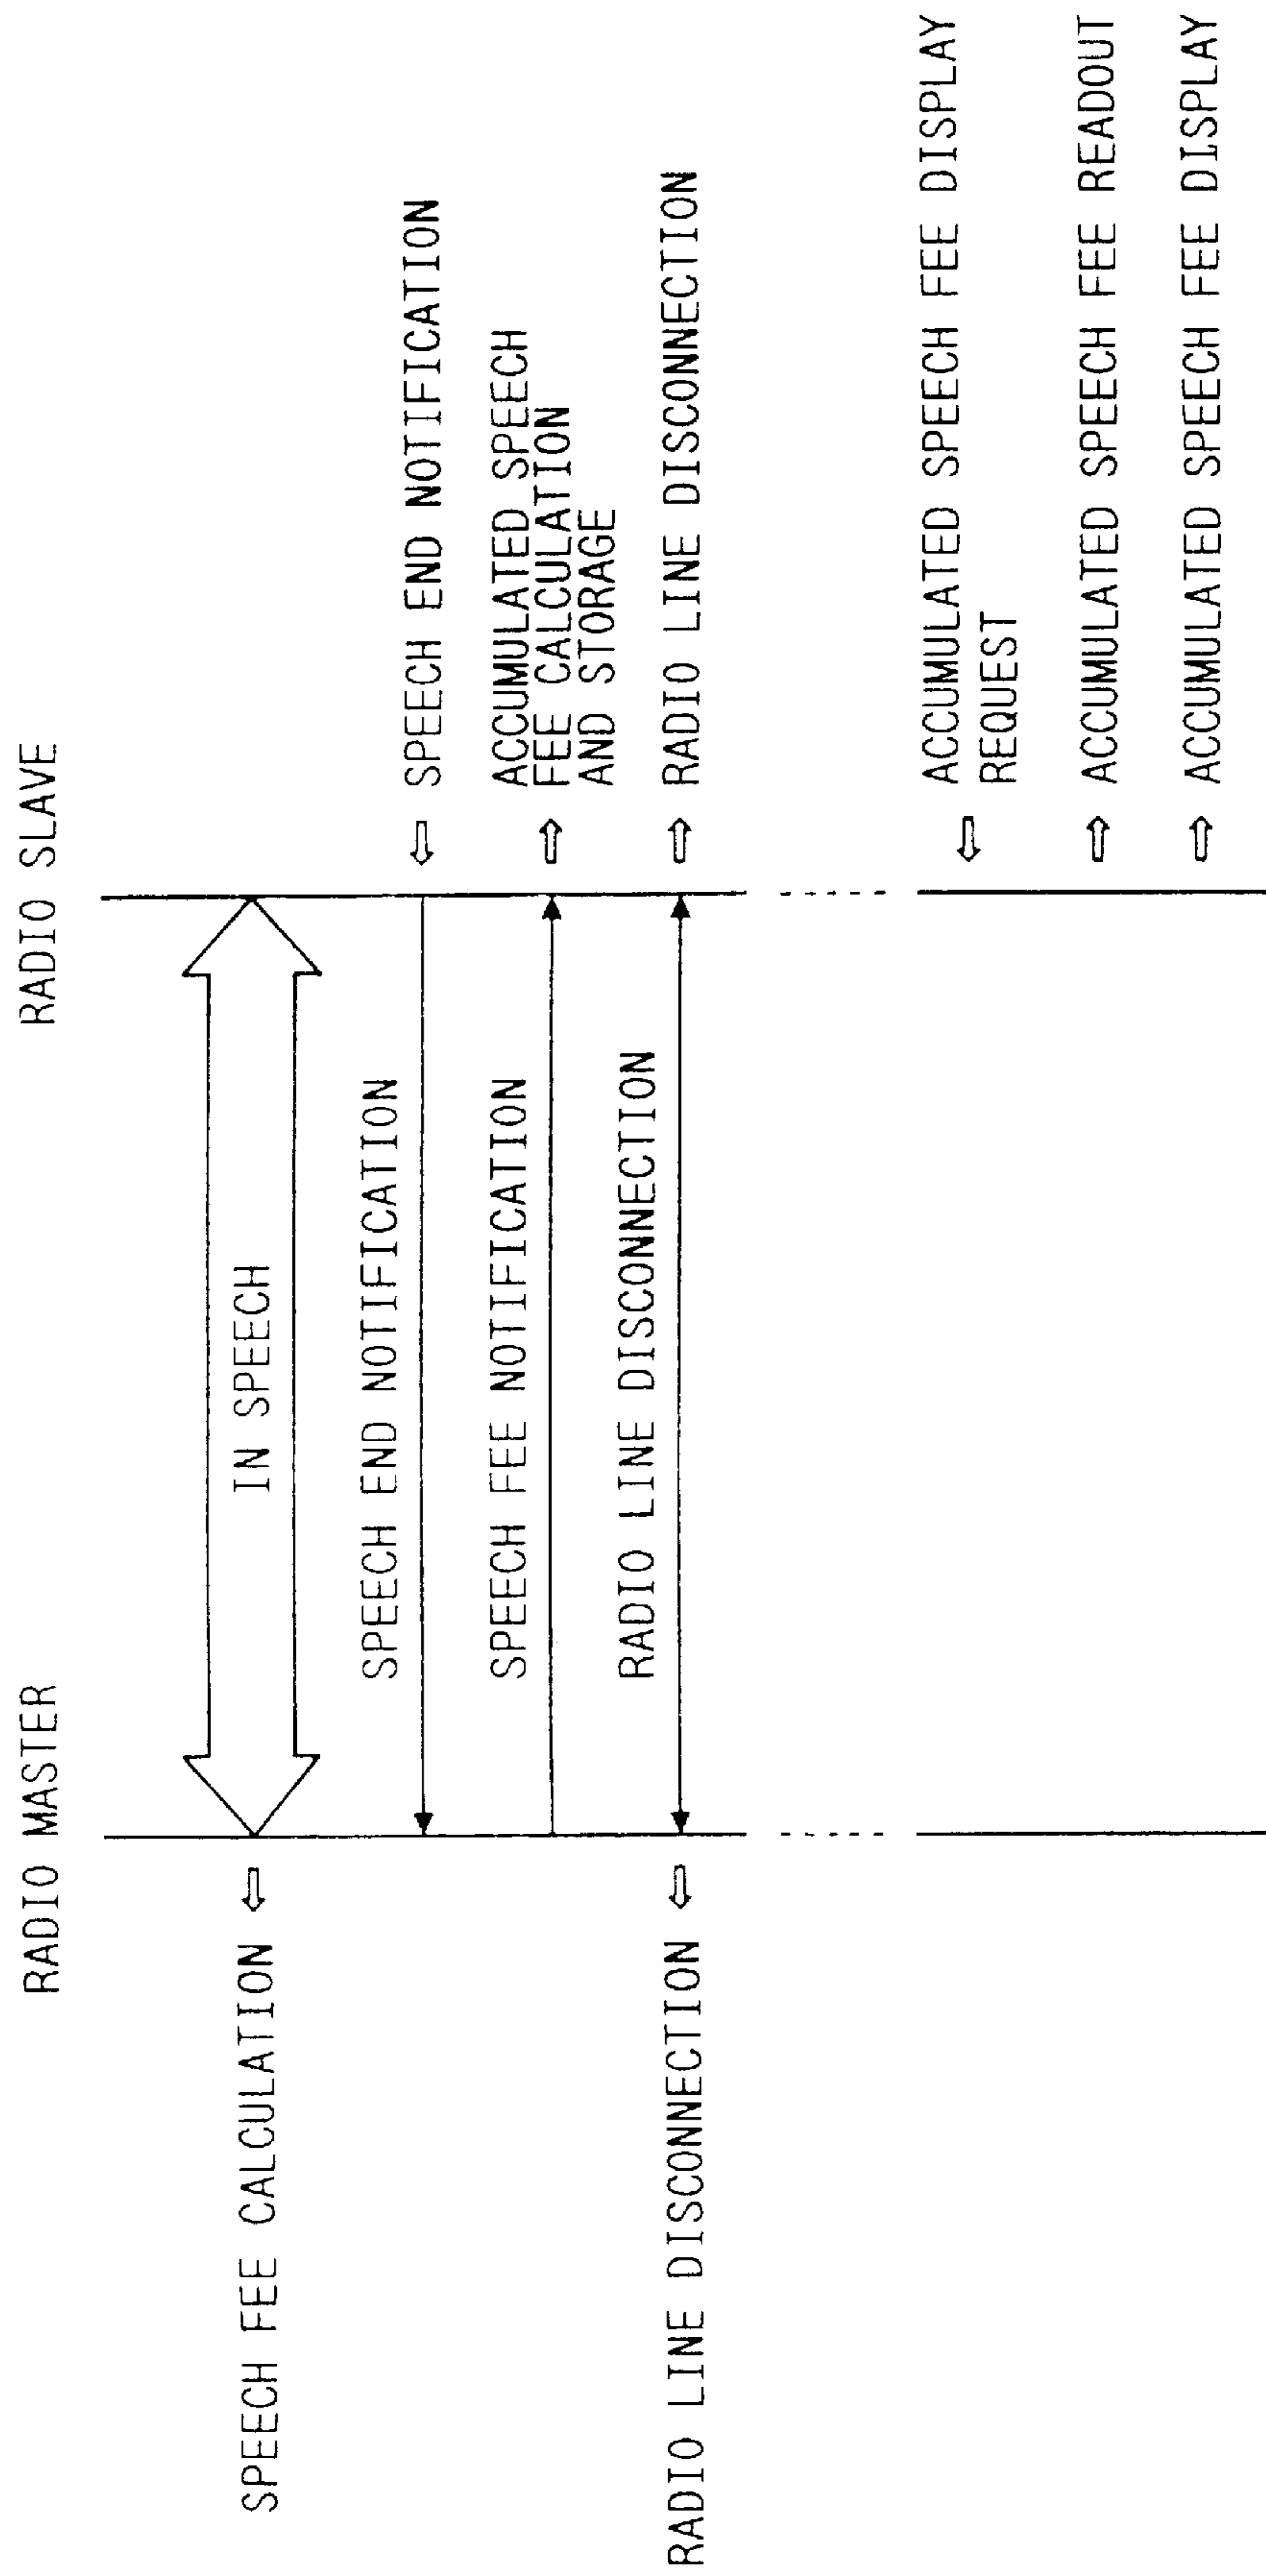 RADIO MASTER
RADIO SLAVE
SPEECH FEE CALCULATION
IN SPEECH
SPEECH END NOTIFICATION
SPEECH END NOTIFICATION
SPEECH FEE NOTIFICATION
ACCUMULATED SPEECH
FEE CALCULATION
AND STORAGE
RADIO LINE DISCONNECTION
RADIO LINE DISCONNECTION
RADIO LINE DISCONNECTION
ACCUMULATED SPEECH FEE DISPLAY
REQUEST
ACCUMULATED SPEECH FEE READOUT
ACCUMULATED SPEECH FEE DISPLAY